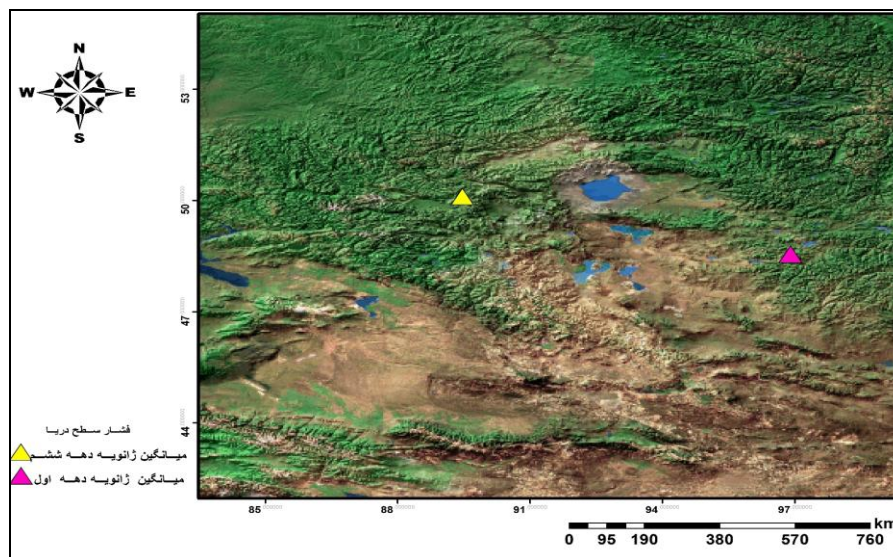 N
W E
S
53
50
47
44
فشار سطح دریا
میانگین ژانویه دهه ششم
میانگین ژانویه دهه اول
85 88 91 94 97
km
0 95 190 380 570 760